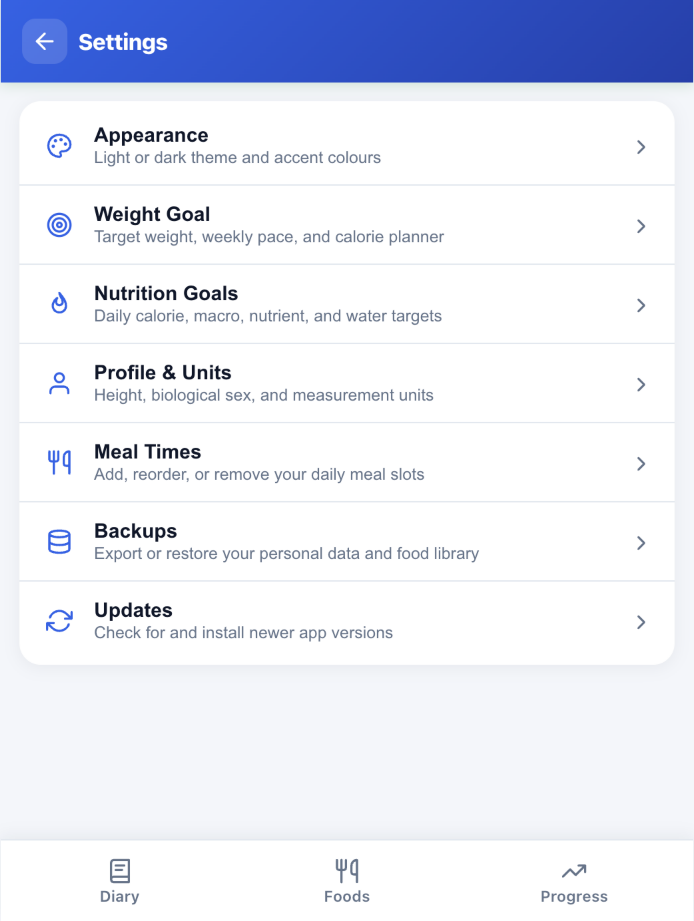 Settings
Appearance
Light or dark theme and accent colours
Weight Goal
Target weight, weekly pace, and calorie planner
Nutrition Goals
Daily calorie, macro, nutrient, and water targets
Profile & Units
Height, biological sex, and measurement units
Meal Times
Add, reorder, or remove your daily meal slots
Backups
Export or restore your personal data and food library
Updates
Check for and install newer app versions
Diary
Foods
Progress